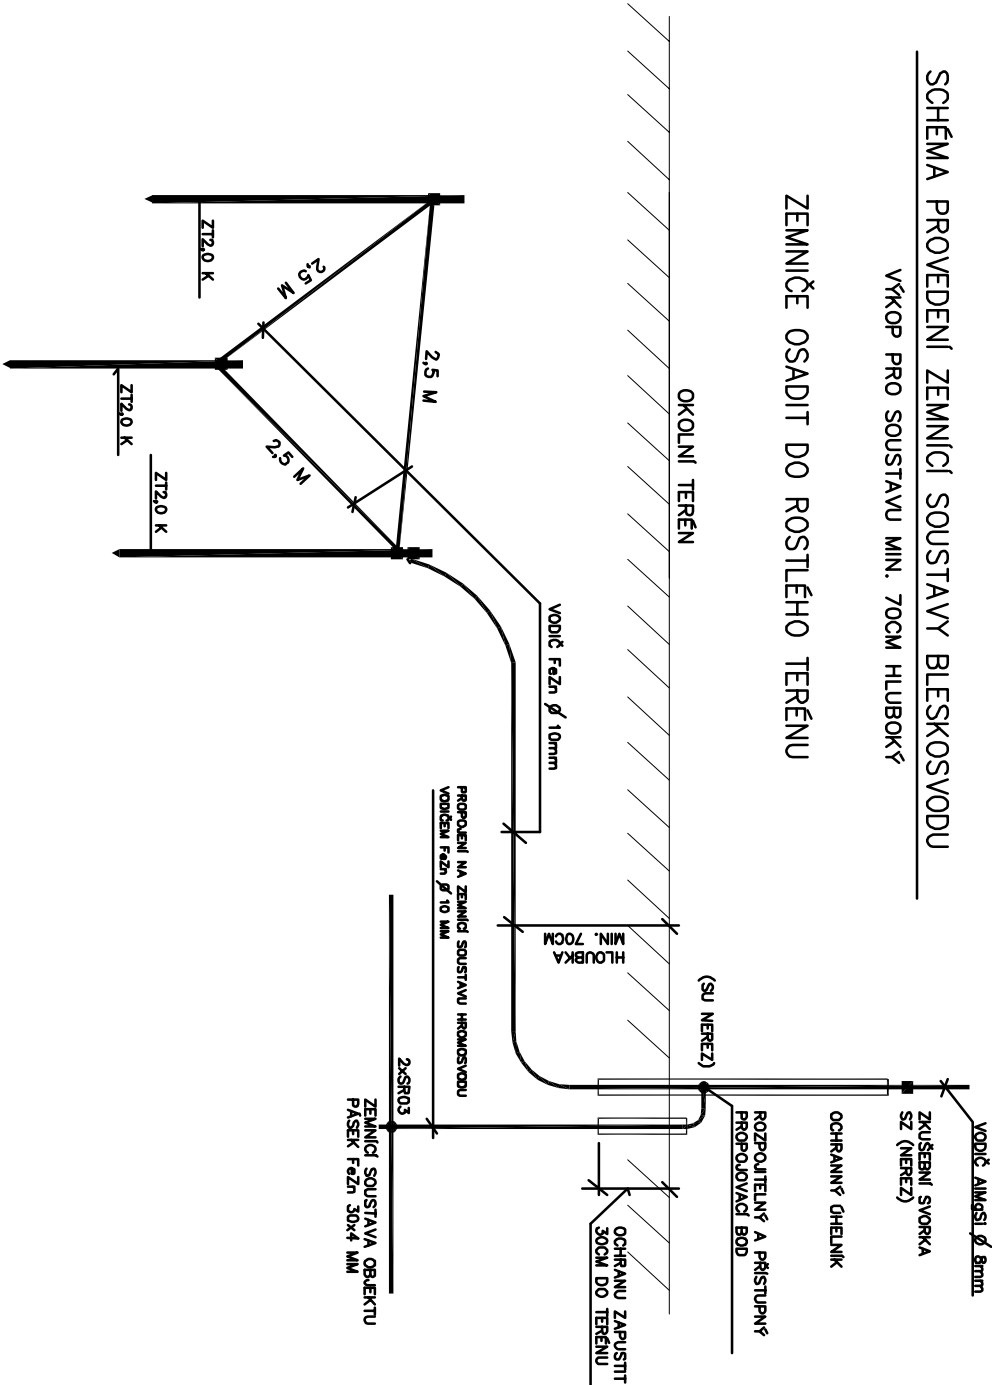 SCHÉMA PROVEDENÍ ZEMNÍCÍ SOUSTAVY BLESKOSVODU
VÝKOP PRO SOUSTAVU MIN. 70CM HLUBOKÝ
ZEMNIČE OSADIT DO ROSTLÉHO TERÉNU
VODIČ AlMgSi Ø 8mm
ZKUŠEBNÍ SVORKA
SZ (NEREZ)
OCHRANNÝ ÚHELNÍK
(SU NEREZ)
ROZPOJITELNÝ A PŘÍSTUPNÝ
PROPOJOVACÍ BOD
OKOLNÍ TERÉN
HLOUBKA
MIN. 70CM
OCHRANU ZAPUSTIT
30CM DO TERÉNU
VODIČ FeZn Ø 10mm
PROPOJENÍ NA ZEMNÍCÍ SOUSTAVU HROMOSVODU
VODIČEM FeZn Ø 10 MM
2xSR03
ZEMNÍCÍ SOUSTAVA OBJEKTU
PÁSEK FeZn 30x4 MM
2,5 M
2,5 M
2,5 M
ZT2,0 K
ZT2,0 K
ZT2,0 K